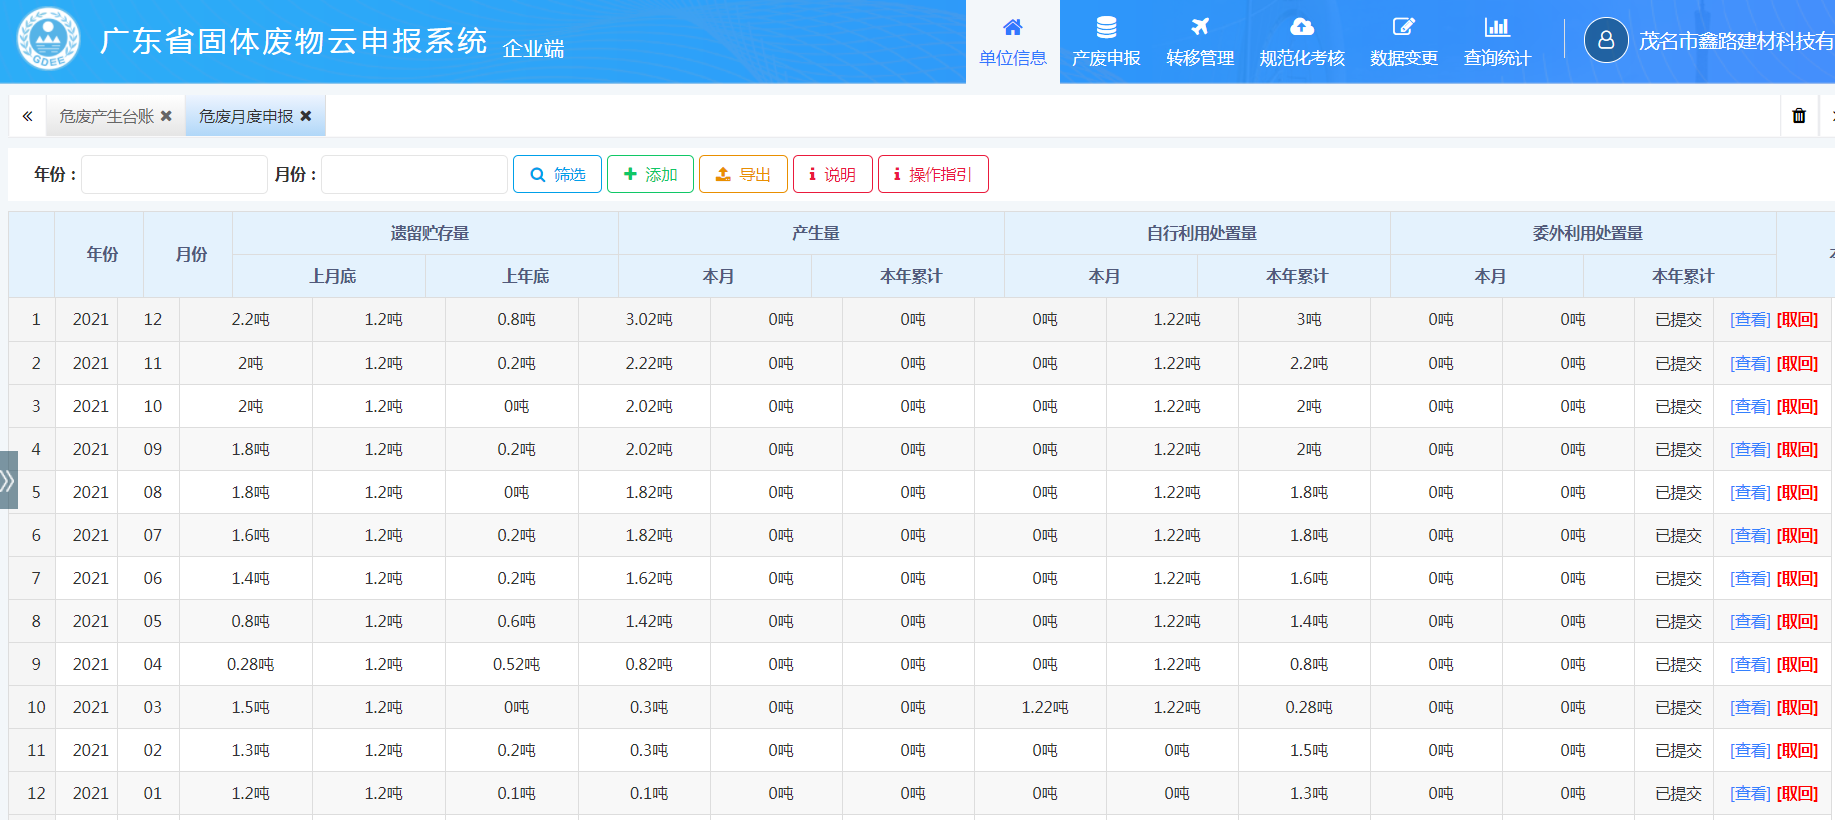 广东省固体废物云申报系统 企业端
GDEE
单位信息 产废申报 转移管理 规范化考核 数据变更 查询统计 茂名市鑫路建材科技有
危废产生台账 危废月度申报
年份： 月份： 筛选 添加 导出 说明 操作指引
年份 月份 遗留贮存量 产生量 自行利用处置量 委外利用处置量
上月底 上年底 本月 本年累计 本月 本年累计 本月 本年累计
1 2021 12 2.2吨 1.2吨 0.8吨 3.02吨 0吨 0吨 0吨 1.22吨 3吨 0吨 0吨 已提交 [查看] [取回]
2 2021 11 2吨 1.2吨 0.2吨 2.22吨 0吨 0吨 0吨 1.22吨 2.2吨 0吨 0吨 已提交 [查看] [取回]
3 2021 10 2吨 1.2吨 0吨 2.02吨 0吨 0吨 0吨 1.22吨 2吨 0吨 0吨 已提交 [查看] [取回]
4 2021 09 1.8吨 1.2吨 0.2吨 2.02吨 0吨 0吨 0吨 1.22吨 2吨 0吨 0吨 已提交 [查看] [取回]
5 2021 08 1.8吨 1.2吨 0吨 1.82吨 0吨 0吨 0吨 1.22吨 1.8吨 0吨 0吨 已提交 [查看] [取回]
6 2021 07 1.6吨 1.2吨 0.2吨 1.82吨 0吨 0吨 0吨 1.22吨 1.8吨 0吨 0吨 已提交 [查看] [取回]
7 2021 06 1.4吨 1.2吨 0.2吨 1.62吨 0吨 0吨 0吨 1.22吨 1.6吨 0吨 0吨 已提交 [查看] [取回]
8 2021 05 0.8吨 1.2吨 0.6吨 1.42吨 0吨 0吨 0吨 1.22吨 1.4吨 0吨 0吨 已提交 [查看] [取回]
9 2021 04 0.28吨 1.2吨 0.52吨 0.82吨 0吨 0吨 0吨 1.22吨 0.8吨 0吨 0吨 已提交 [查看] [取回]
10 2021 03 1.5吨 1.2吨 0吨 0.3吨 0吨 0吨 1.22吨 1.22吨 0.28吨 0吨 0吨 已提交 [查看] [取回]
11 2021 02 1.3吨 1.2吨 0.2吨 0.3吨 0吨 0吨 0吨 0吨 1.5吨 0吨 0吨 已提交 [查看] [取回]
12 2021 01 1.2吨 1.2吨 0.1吨 0.1吨 0吨 0吨 0吨 0吨 1.3吨 0吨 0吨 已提交 [查看] [取回]